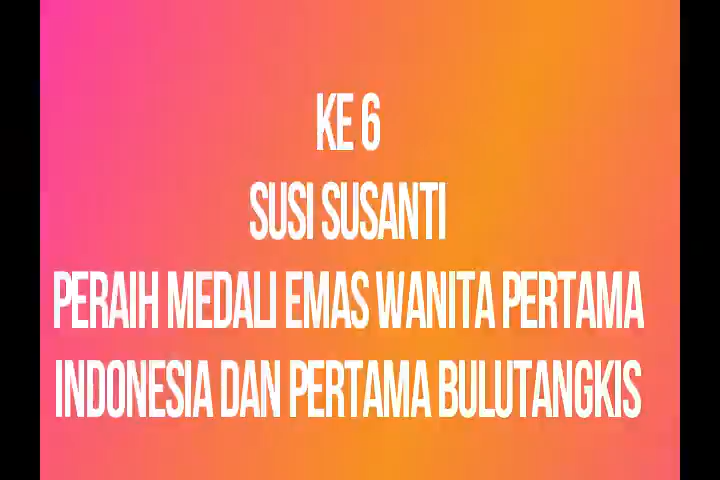 KE 6
SUSI SUSANTI
PERAIH MEDALI EMAS WANITA PERTAMA
INDONESIA DAN PERTAMA BULUTANGKIS